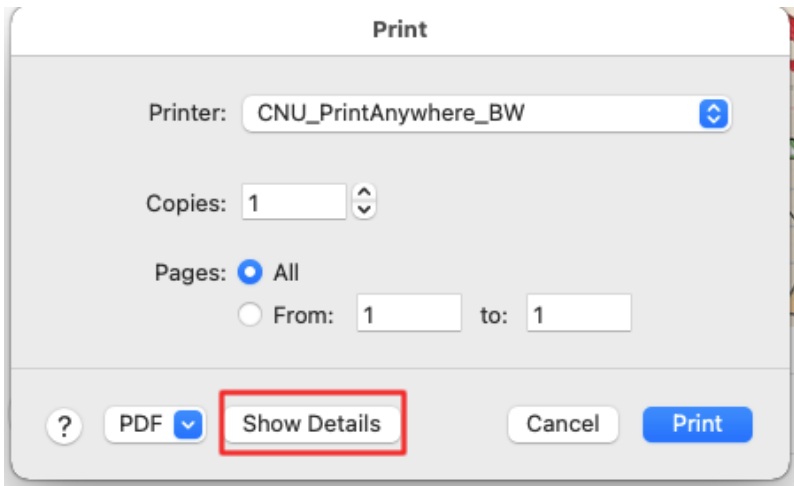 Print
Printer: CNU_PrintAnywhere_BW
Copies: 1
Pages: All
From: 1 to: 1
? PDF Show Details Cancel Print